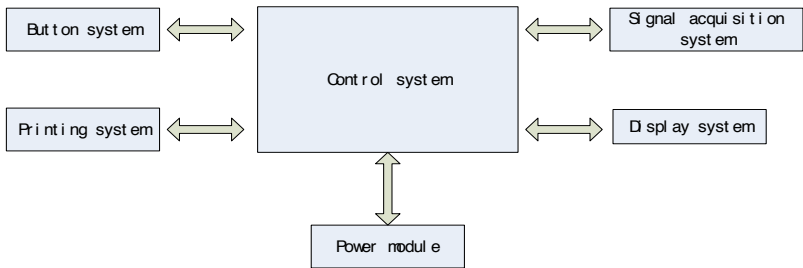 Button system
Signal acquisition
system
Control system
Printing system
Display system
Power module